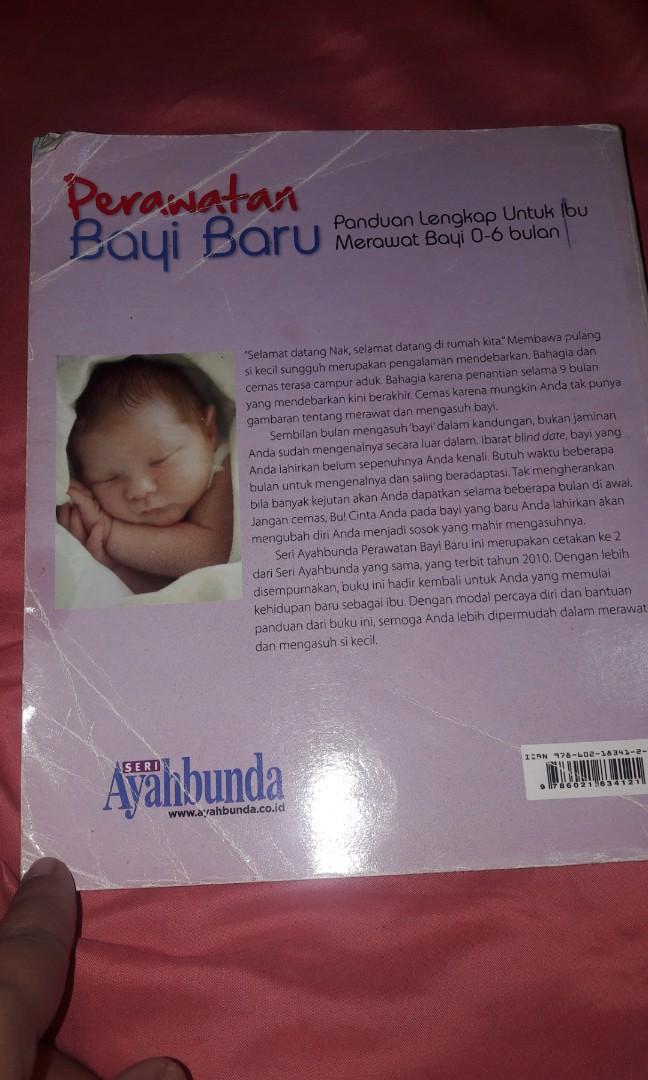 Perawatan
Bayi Baru
Panduan Lengkap Untuk Ibu
Merawat Bayi 0-6 bulan
"Selamat datang Nak, selamat datang di rumah kita." Membawa pulang
si kecil sungguh merupakan pengalaman mendebarkan. Bahagia dan
cemas terasa campur aduk. Bahagia karena penantian selama 9 bulan
yang mendebarkan kini berakhir. Cemas karena mungkin Anda tak punya
gambaran tentang merawat dan mengasuh bayi.
Sembilan bulan mengasuh 'bayi' dalam kandungan, bukan jaminan
Anda sudah mengenalnya secara luar dalam. Ibarat blind date, bayi yang
Anda lahirkan belum sepenuhnya Anda kenali. Butuh waktu beberapa
bulan untuk mengenalnya dan saling beradaptasi. Tak mengherankan
bila banyak kejutan akan Anda dapatkan selama beberapa bulan di awal.
Jangan cemas, Bu! Cinta Anda pada bayi yang baru Anda lahirkan akan
mengubah diri Anda menjadi sosok yang mahir mengasuhnya.
Seri Ayahbunda Perawatan Bayi Baru ini merupakan cetakan ke 2
dari Seri Ayahbunda yang sama, yang terbit tahun 2010. Dengan lebih
disempurnakan, buku ini hadir kembali untuk Anda yang memulai
kehidupan baru sebagai ibu. Dengan modal percaya diri dan bantuan
panduan dari buku ini, semoga Anda lebih dipermudah dalam merawat
dan mengasuh si kecil.
SERI
Ayahbunda
www.ayahbunda.co.id
ISBN 978-602-18341-2-
9 786021 834121